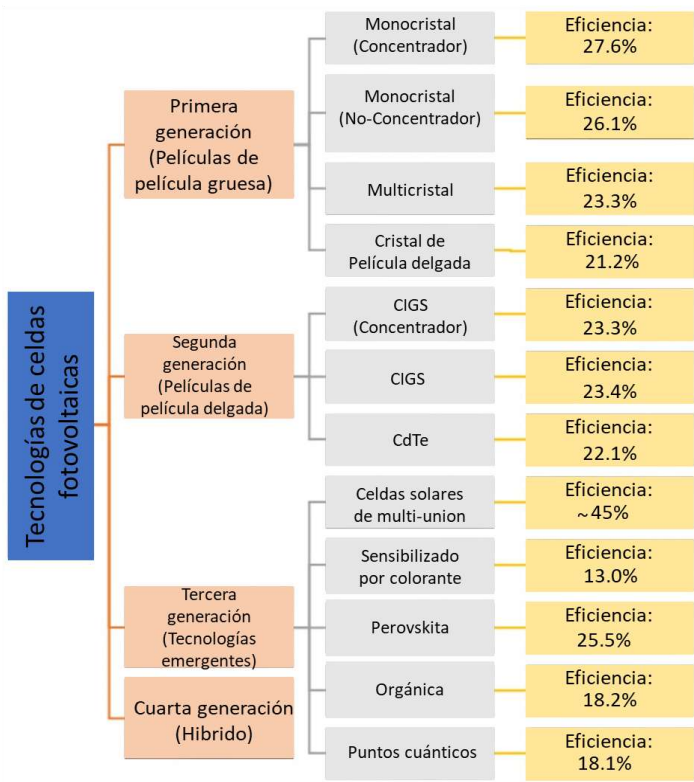 Tecnologías de celdas
fotovoltaicas
Primera
generación
(Películas de
película gruesa)
Monocristal
(Concentrador)
Eficiencia:
27.6%
Monocristal
(No-Concentrador)
Eficiencia:
26.1%
Multicristal
Eficiencia:
23.3%
Cristal de
Película delgada
Eficiencia:
21.2%
Segunda
generación
(Películas de
película delgada)
CIGS
(Concentrador)
Eficiencia:
23.3%
CIGS
Eficiencia:
23.4%
CdTe
Eficiencia:
22.1%
Tercera
generación
(Tecnologías
emergentes)
Celdas solares
de multi-union
Eficiencia:
~45%
Sensibilizado
por colorante
Eficiencia:
13.0%
Perovskita
Eficiencia:
25.5%
Orgánica
Eficiencia:
18.2%
Puntos cuánticos
Eficiencia:
18.1%
Cuarta generación
(Hibrido)